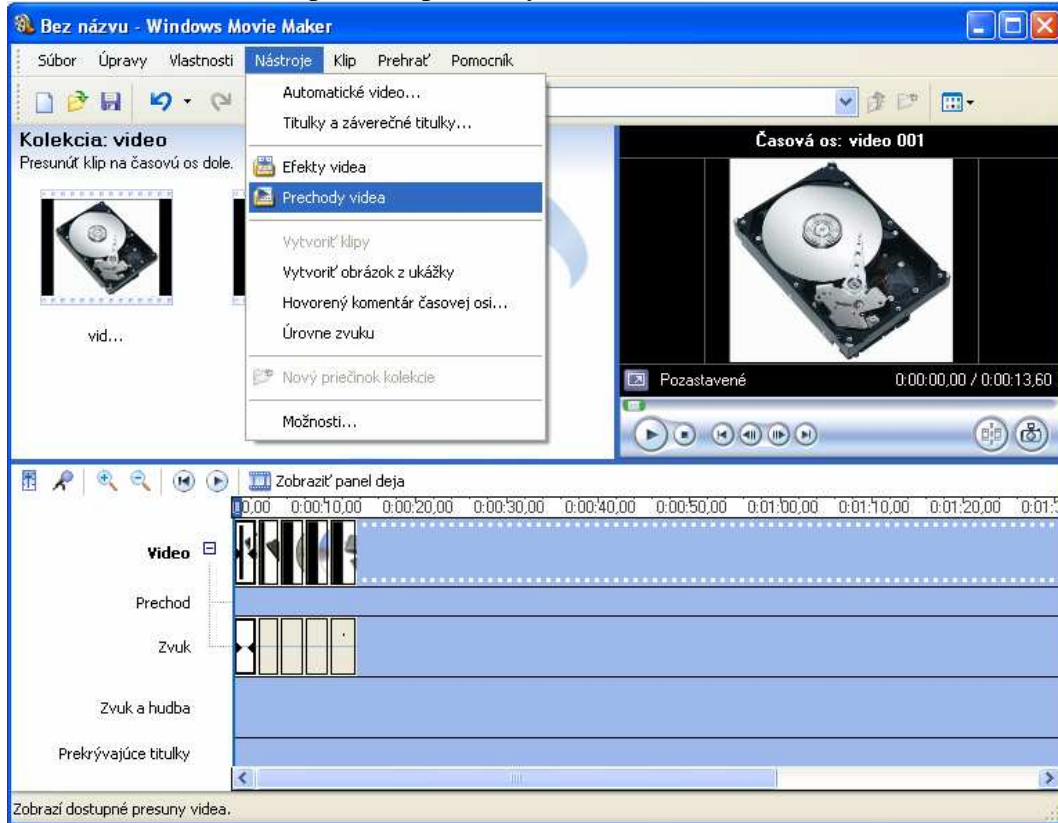 Bez názvu - Windows Movie Maker
Súbor Úpravy Vlastnosti Nástroje Klip Prehrať Pomocník
Automatické video...
Titulky a záverečné titulky...
Efekty videa
Prechody videa
Vytvoriť klipy
Vytvoriť obrázok z ukážky
Hovorený komentár časovej osi...
Úrovne zvuku
Nový priečinok kolekcie
Možnosti...
Kolekcia: video
Presunúť klip na časovú os dole.
vid...
Časová os: video 001
Pozastavené 0:00:00,00 / 0:00:13,60
Zobraziť panel deja
0:00:10,00 0:00:20,00 0:00:30,00 0:00:40,00 0:00:50,00 0:01:00,00 0:01:10,00 0:01:20,00
Video
Prechod
Zvuk
Zvuk a hudba
Prekrývajúce titulky
Zobrazí dostupné presuny videa.